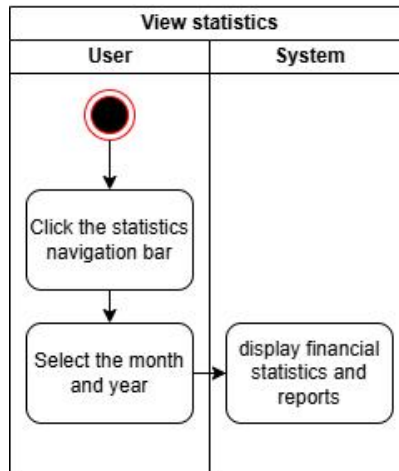 View statistics
User
System
Click the statistics
navigation bar
Select the month
and year
display financial
statistics and
reports